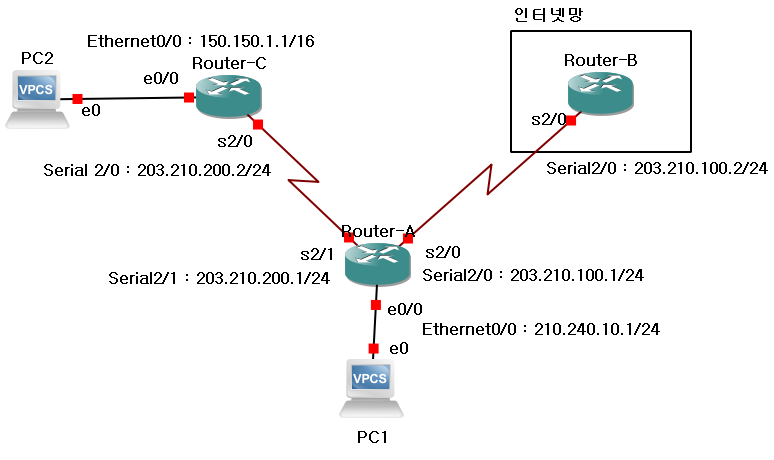 인터넷망
Ethernet0/0 : 150.150.1.1/16
PC2
Router-C
Router-B
e0/0
VPCS
e0
s2/0
s2/0
Serial 2/0 : 203.210.200.2/24
Serial2/0 : 203.210.100.2/24
Router-A
s2/1
s2/0
Serial2/1 : 203.210.200.1/24
Serial2/0 : 203.210.100.1/24
e0/0
Ethernet0/0 : 210.240.10.1/24
e0
VPCS
PC1